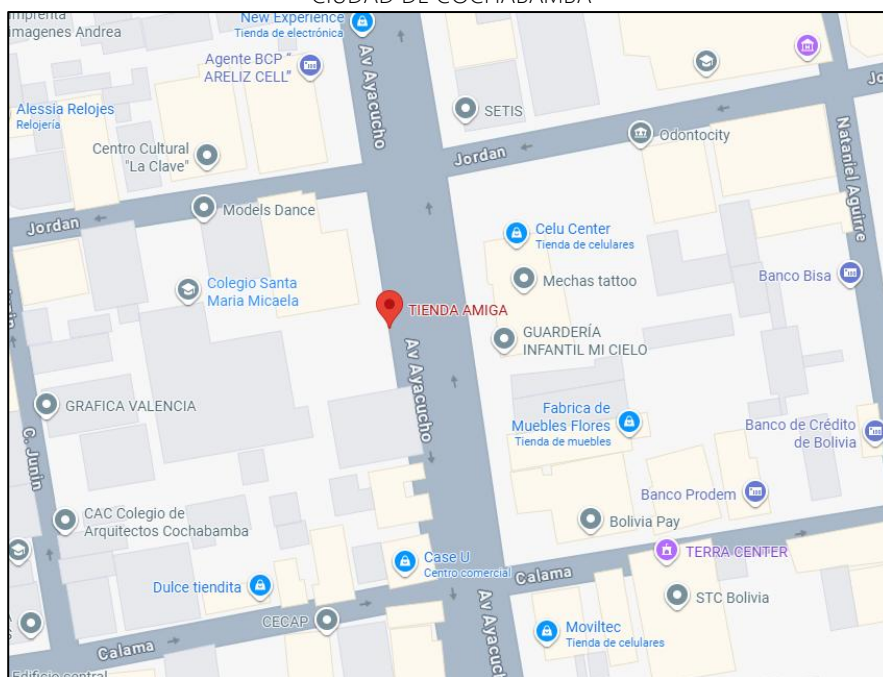 CIUDAD DE COCHABAMBA
Imprenta
imagenes Andrea
New Experience
Tienda de electrónica
Agente BCP "
ARELIZ CELL"
Av Ayacucho
Alessia Relojes
Relojería
SETIS
Centro Cultural
"La Clave"
Jordan
Odontocity
Nataniel Aguirre
Jordan
Models Dance
Celu Center
Tienda de celulares
Colegio Santa
Maria Micaela
Mechas tattoo
Banco Bisa
TIENDA AMIGA
GUARDERÍA
INFANTIL MI CIELO
Av Ayacucho
GRAFICA VALENCIA
Fabrica de
Muebles Flores
Tienda de muebles
Banco de Crédito
de Bolivia
C. Junin
CAC Colegio de
Arquitectos Cochabamba
Banco Prodem
Bolivia Pay
Case U
Centro comercial
TERRA CENTER
Calama
Dulce tiendita
STC Bolivia
CECAP
Av Ayacucho
Moviltec
Tienda de celulares
Calama
Edificio central